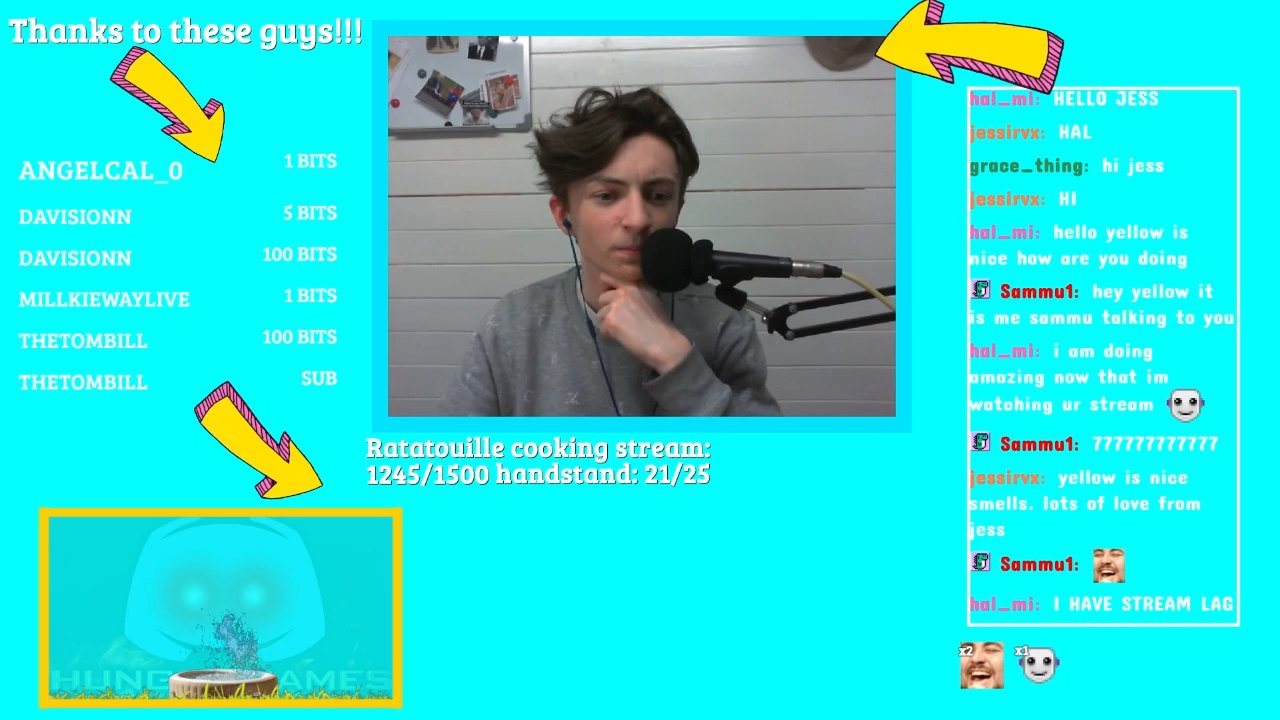 Thanks to these guys!!!
ANGELCAL_0 1 BITS
DAVISIONN 5 BITS
DAVISIONN 100 BITS
MILLKIEWAYLIVE 1 BITS
THETOMBILL 100 BITS
THETOMBILL SUB
Ratatouille cooking stream:
1245/1500 handstand: 21/25
HUNG AMES
hal_mi: HELLO JESS
jessirvx: HAL
grace_thing: hi jess
jessirvx: HI
hal_mi: hello yellow is
nice how are you doing
Sammu1: hey yellow it
is me sammu talking to you
hal_mi: i am doing
amazing now that im
watching ur stream
Sammu1: 777777777777
jessirvx: yellow is nice
smells. lots of love from
jess
Sammu1:
hal_mi: I HAVE STREAM LAG
x2 x1